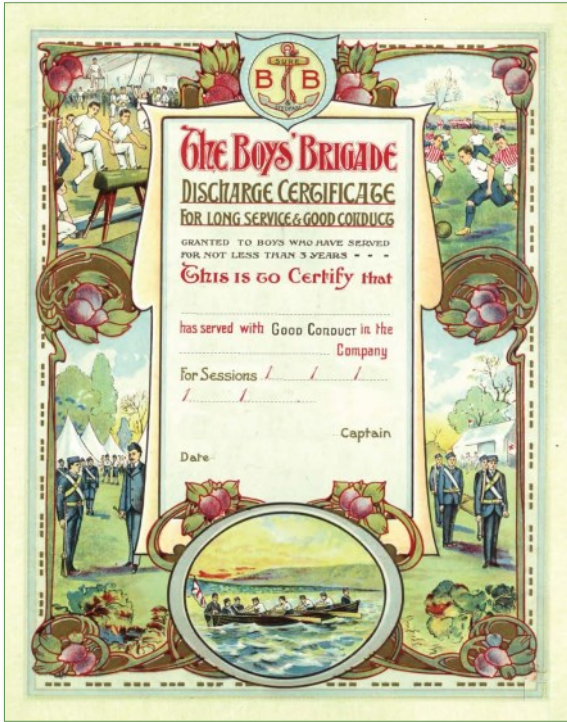 SURE
B B
STEDFAST
The Boys' Brigade
Discharge Certificate
For Long Service & Good Conduct
GRANTED TO BOYS WHO HAVE SERVED
FOR NOT LESS THAN 3 YEARS - - -
This is to Certify that
has served with Good Conduct in the
Company
For Sessions / / /
/ /
Captain
Date